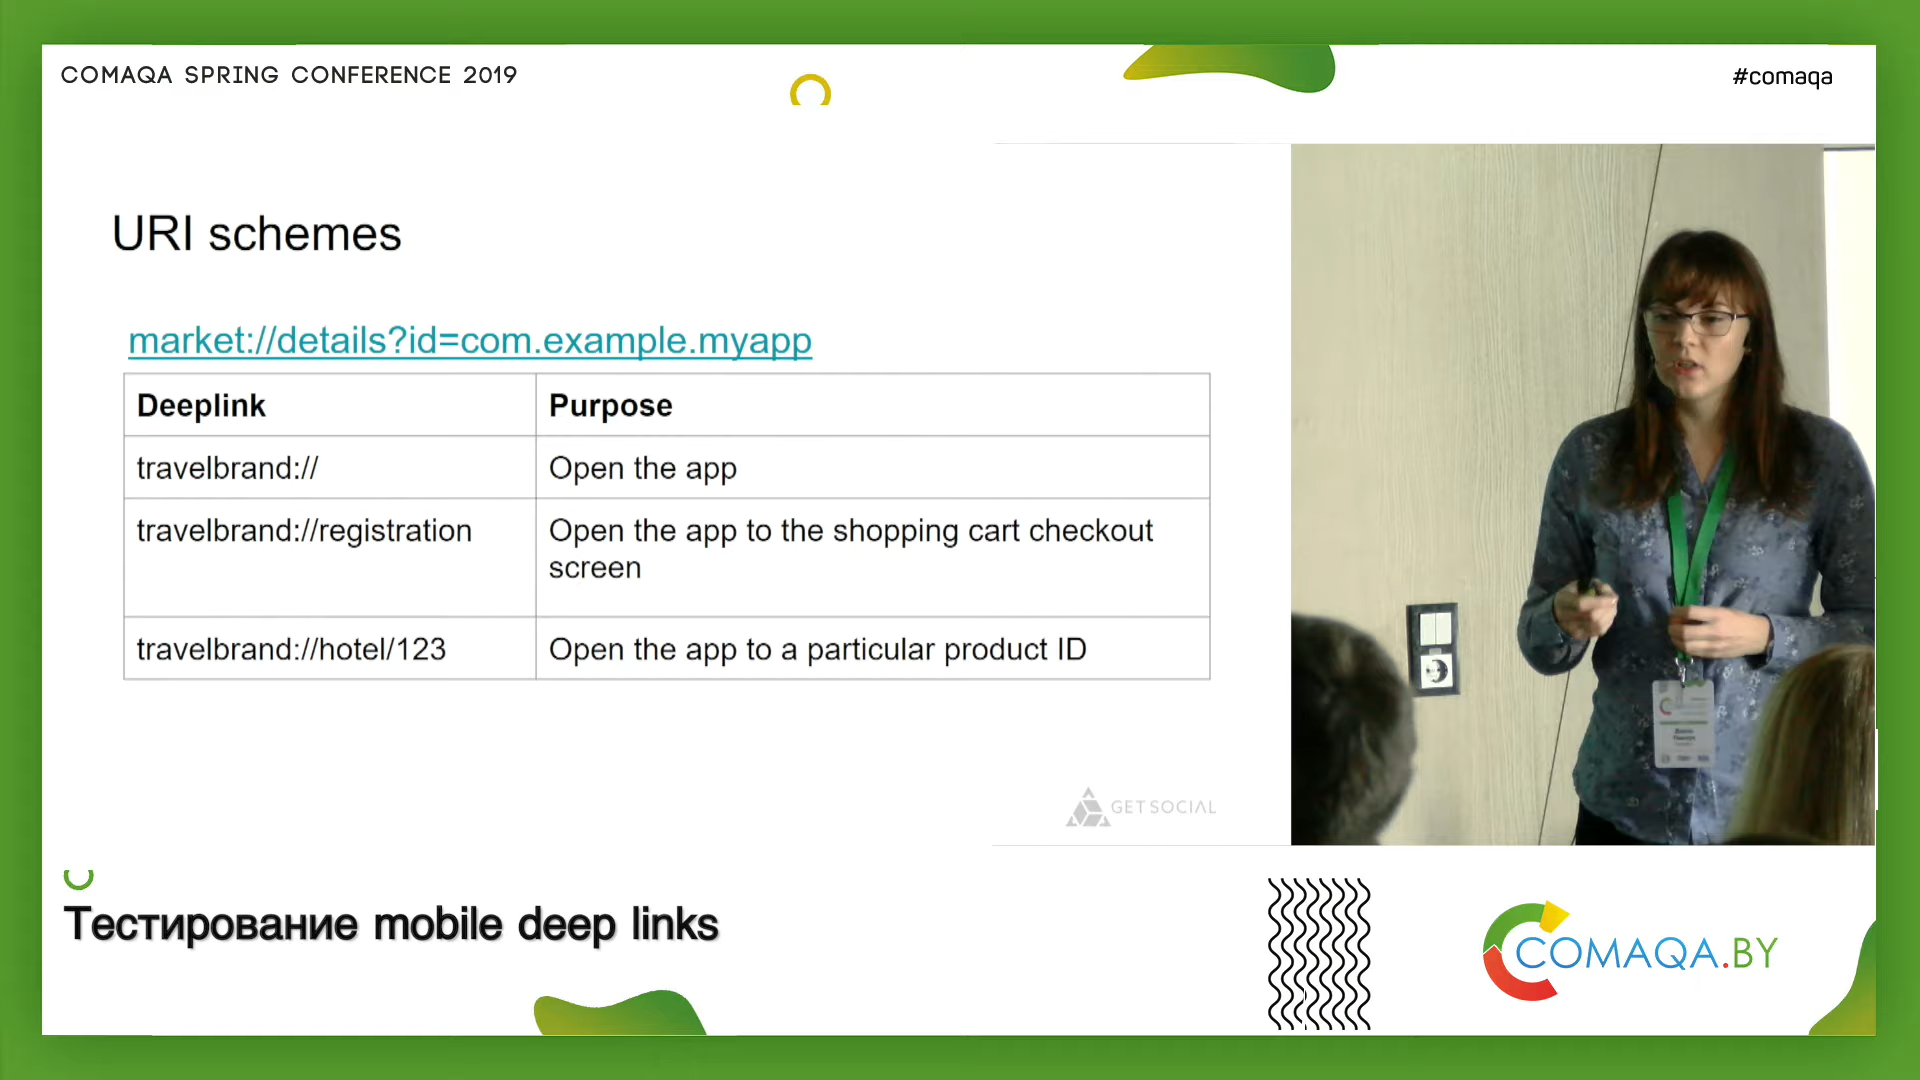 COMAQA SPRING CONFERENCE 2019
#comaqa
URI schemes
market://details?id=com.example.myapp
Deeplink
Purpose
travelbrand://
Open the app
travelbrand://registration
Open the app to the shopping cart checkout
screen
travelbrand://hotel/123
Open the app to a particular product ID
GETSOCIAL
Тестирование mobile deep links
COMAQA.BY